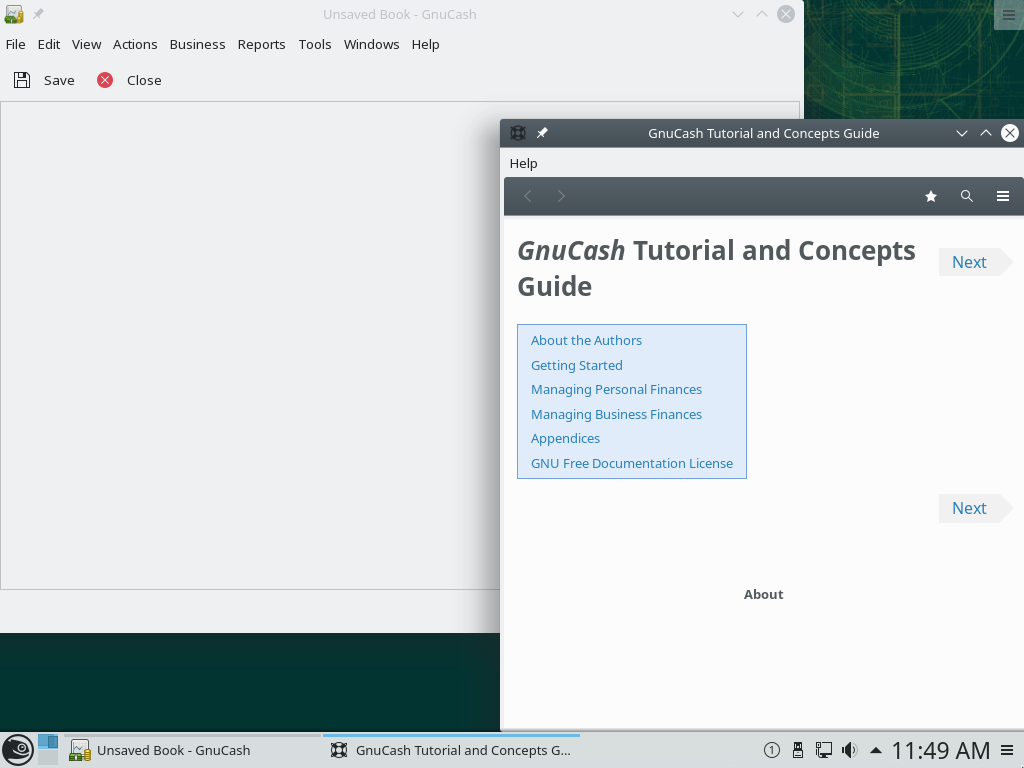 Unsaved Book - GnuCash
File Edit View Actions Business Reports Tools Windows Help
Save Close
GnuCash Tutorial and Concepts Guide
Help
GnuCash Tutorial and Concepts
Guide
Next
About the Authors
Getting Started
Managing Personal Finances
Managing Business Finances
Appendices
GNU Free Documentation License
Next
About
Unsaved Book - GnuCash
GnuCash Tutorial and Concepts G...
1
11:49 AM